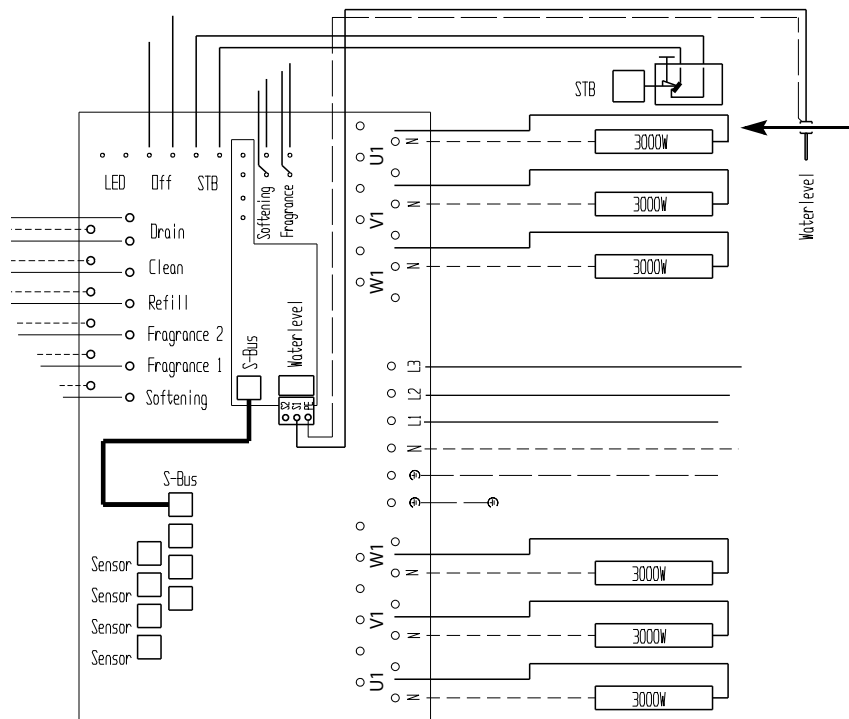 STB
3000W
N
U1
LED
Off
STB
Softening
Fragrance
Waterlevel
3000W
N
V1
Drain
Clean
3000W
N
W1
Refill
Fragrance 2
Fragrance 1
Softening
S-Bus
Waterlevel
S2
S1
PE
L3
L2
L1
N
S-Bus
Sensor
Sensor
Sensor
Sensor
W1
N
3000W
V1
N
3000W
U1
N
3000W